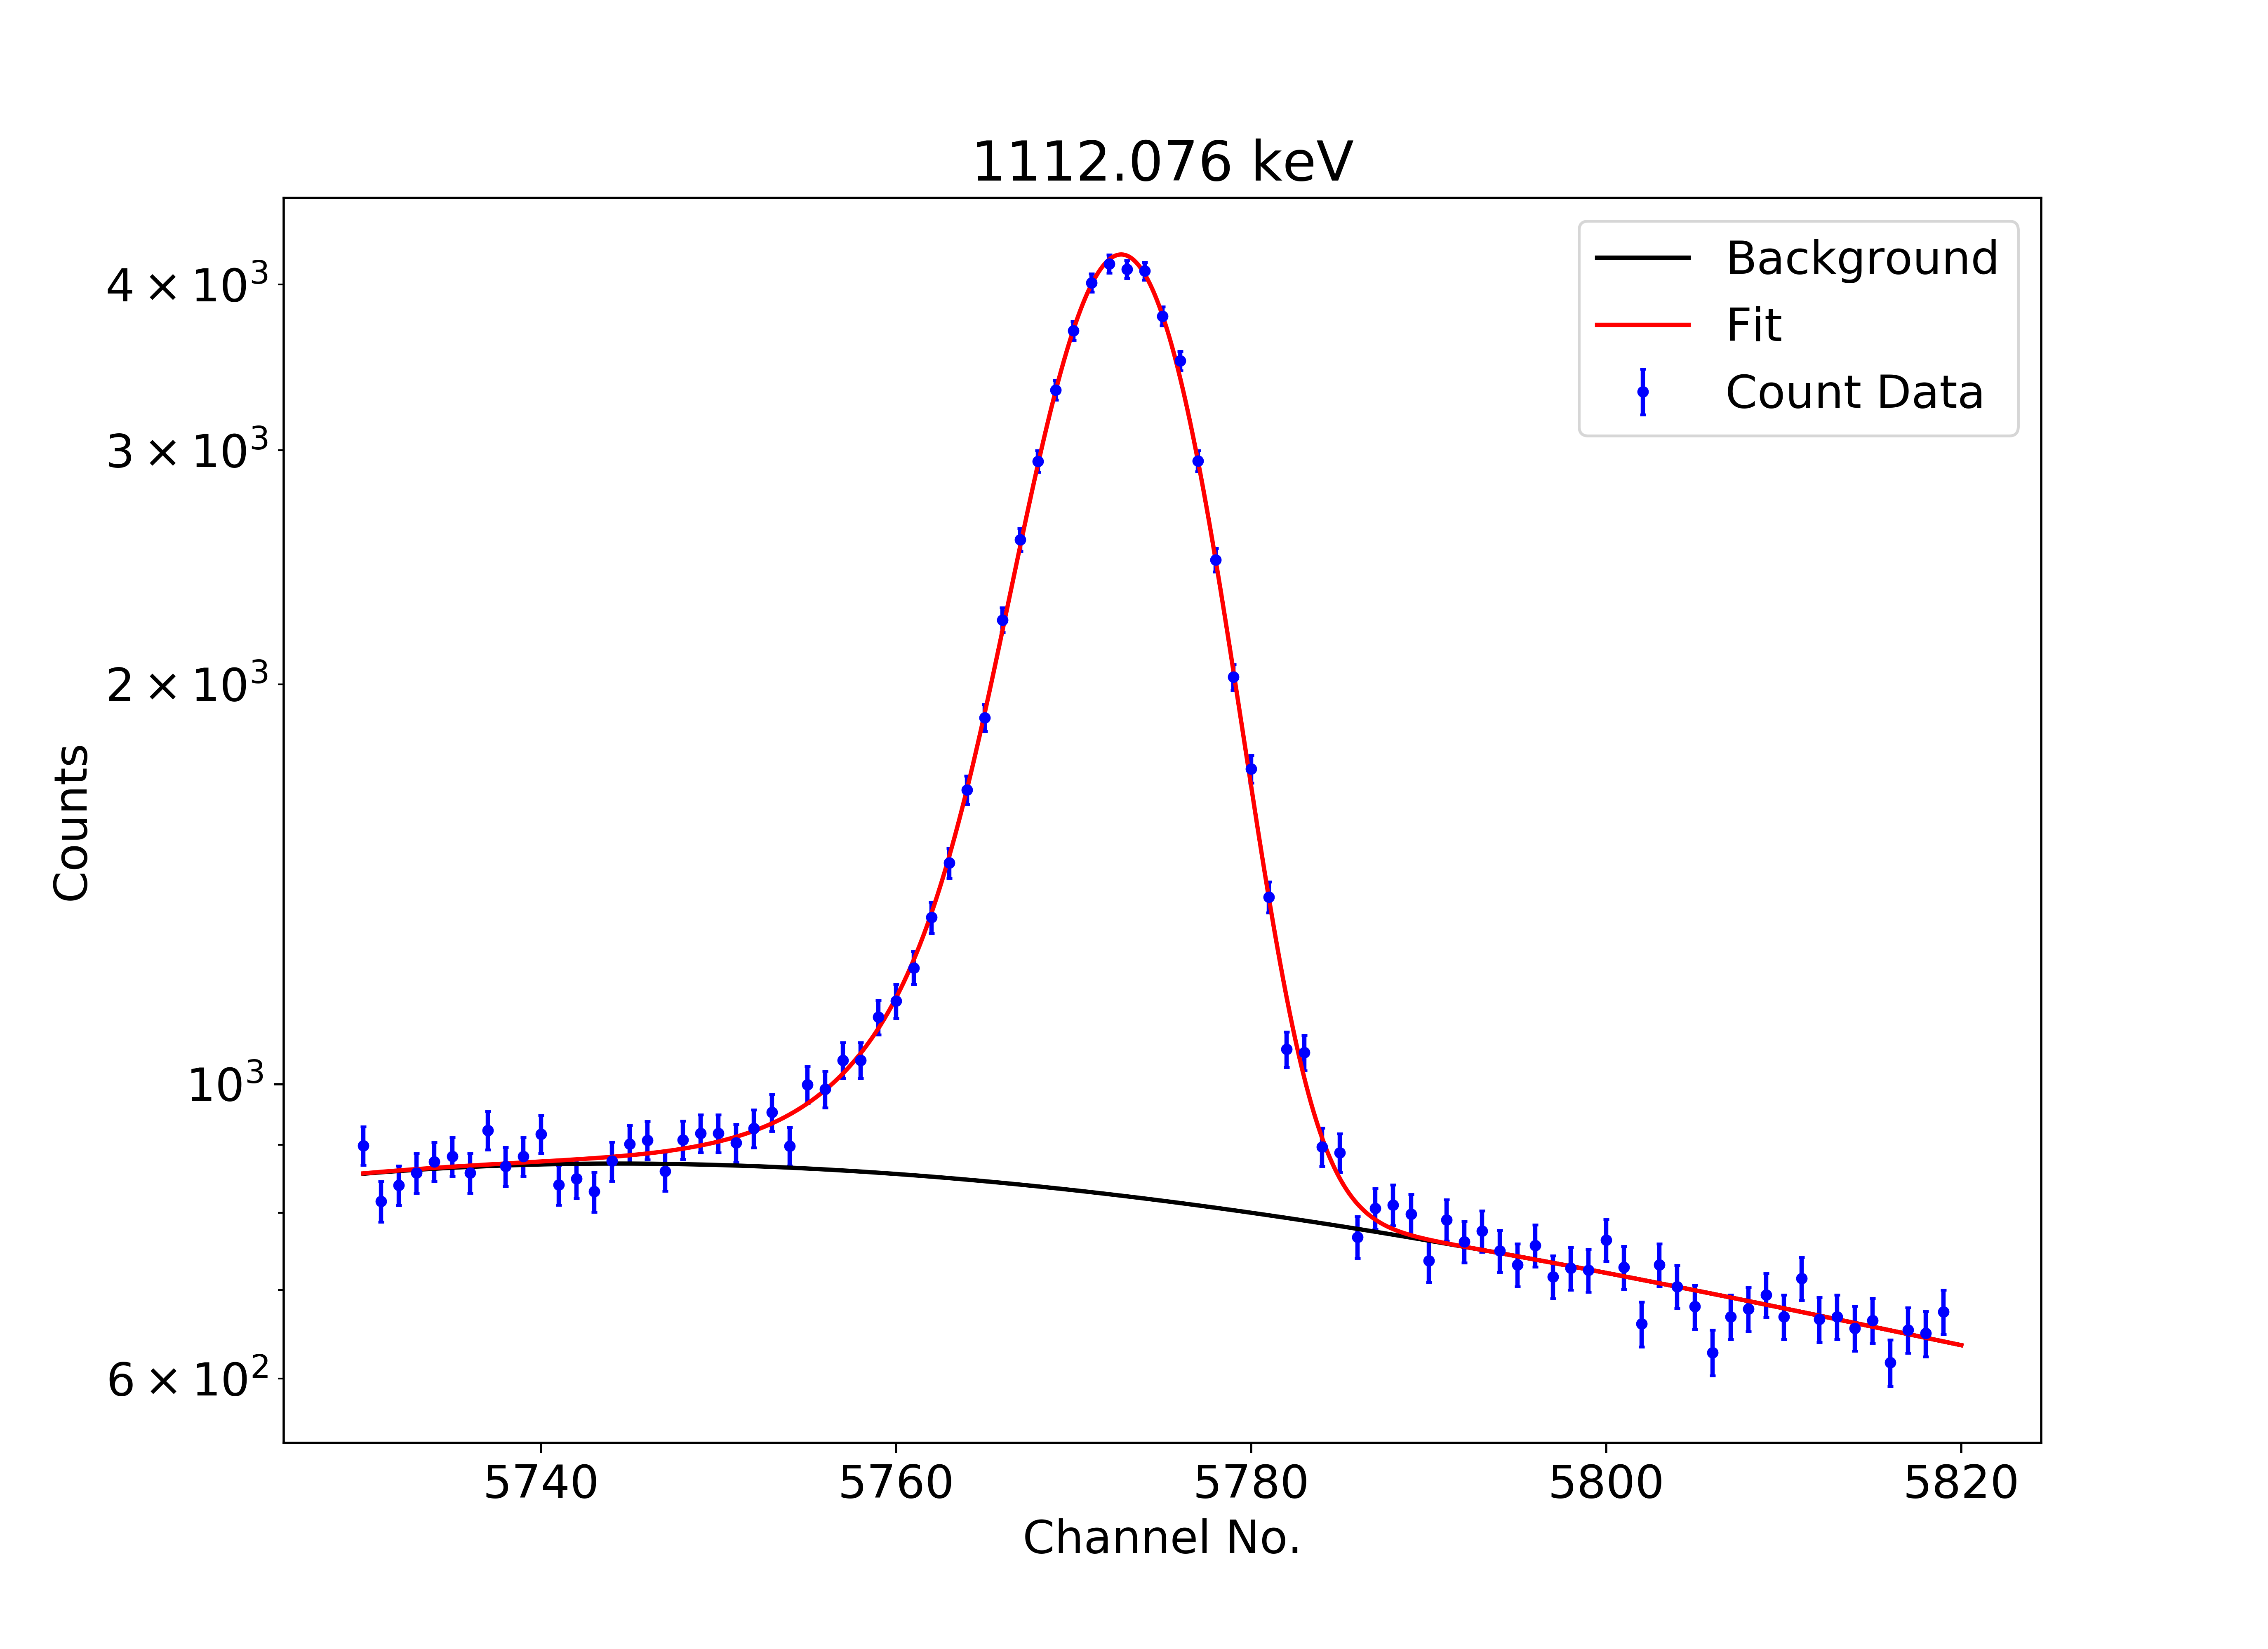 1112.076 keV
Background
Fit
Count Data
4 × 10³
3 × 10³
2 × 10³
10³
6 × 10²
Counts
5740 5760 5780 5800 5820
Channel No.